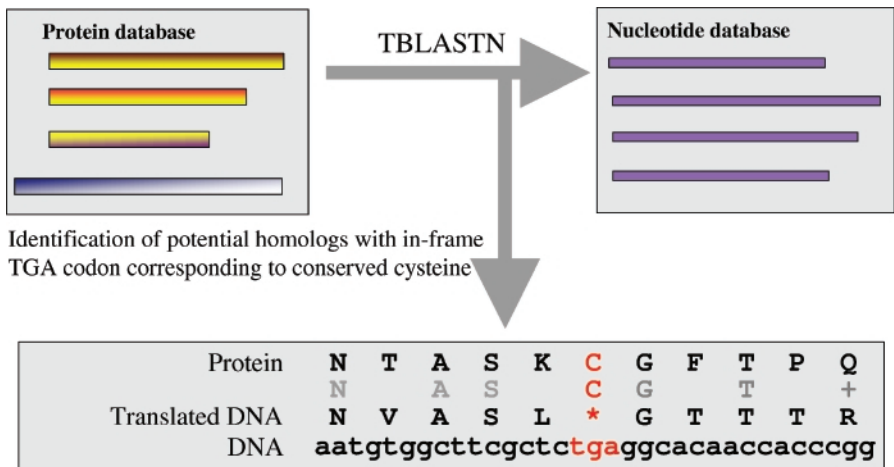 Protein database
TBLASTN
Nucleotide database
Identification of potential homologs with in-frame
TGA codon corresponding to conserved cysteine
Protein N T A S K C G F T P Q
N A S C G T +
Translated DNA N V A S L * G T T T R
DNA aatgtggcttcgctctgaggcacaaccacccgg